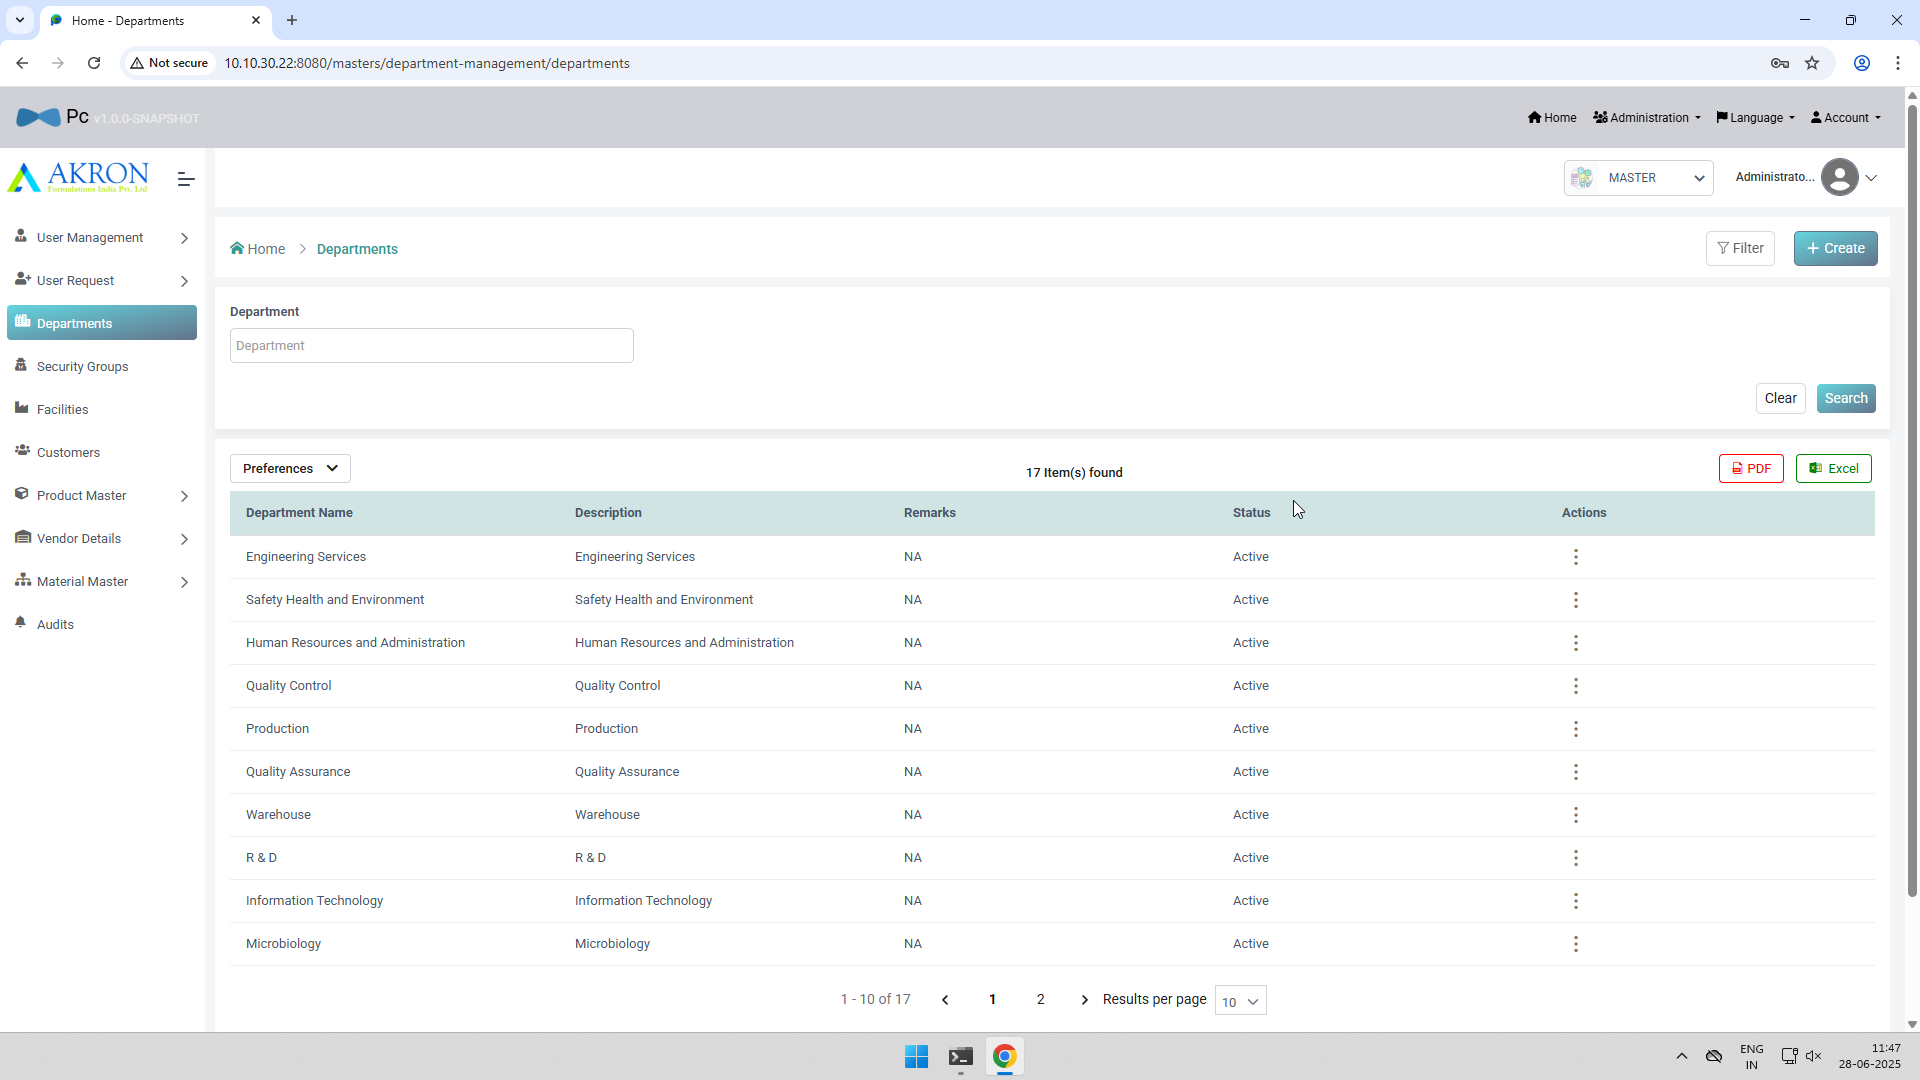 Home - Departments
Not secure
10.10.30.22:8080/masters/department-management/departments
Pc v1.0.0-SNAPSHOT
Home
Administration
Language
Account
AKRON
Formulations India Pvt. Ltd
MASTER
Administrato...
User Management
User Request
Departments
Security Groups
Facilities
Customers
Product Master
Vendor Details
Material Master
Audits
Home > Departments
Filter
+ Create
Department
Department
Clear
Search
Preferences
17 Item(s) found
PDF
Excel
Department Name Description Remarks Status Actions
Engineering Services Engineering Services NA Active
Safety Health and Environment Safety Health and Environment NA Active
Human Resources and Administration Human Resources and Administration NA Active
Quality Control Quality Control NA Active
Production Production NA Active
Quality Assurance Quality Assurance NA Active
Warehouse Warehouse NA Active
R & D R & D NA Active
Information Technology Information Technology NA Active
Microbiology Microbiology NA Active
1 - 10 of 17 1 2 Results per page 10
ENG
IN
11:47
28-06-2025